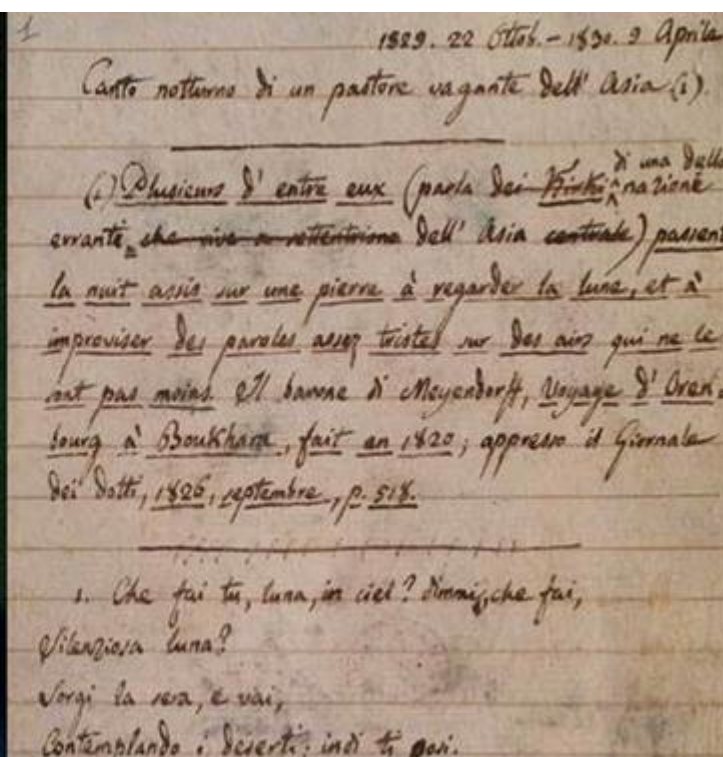 1
1829. 22 Ottob. - 1830. 9 Aprile
Canto notturno di un pastore vagante dell' Asia (1).
di una delle
(1) Plusieurs d' entre eux (parla dei Kirki nazione
errante, che vive a settentrione dell' Asia centrale) passent
la nuit assis sur une pierre à regarder la lune, et à
improviser des paroles assez tristes sur des airs qui ne le
sont pas moins. Il barone di Meyendorff, Voyage d' Oren-
bourg à Boukhara, fait en 1820; appresso il Giornale
dei dotti, 1826, septembre, p. 518.
1. Che fai tu, luna, in ciel? dimmi, che fai,
Silenziosa luna?
Sorgi la sera, e vai,
Contemplando i deserti; indi ti posi.